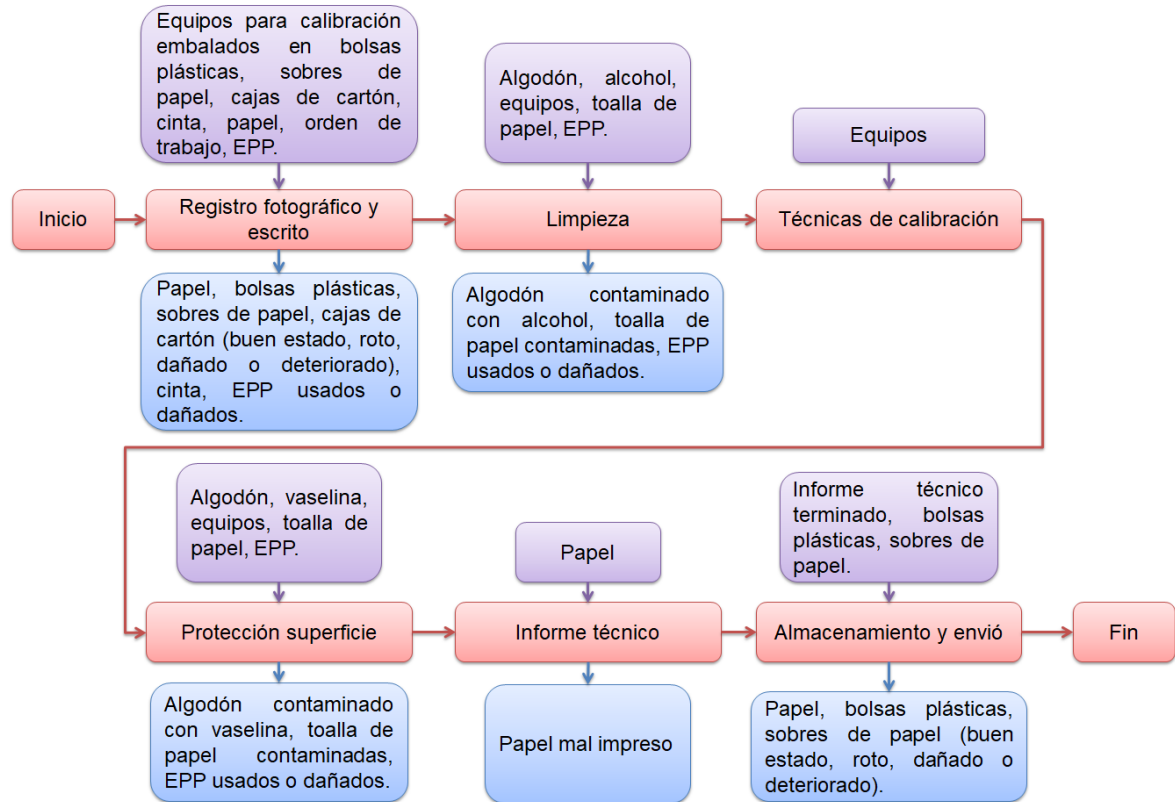 Equipos para calibración
embalados en bolsas
plásticas, sobres de
papel, cajas de cartón,
cinta, papel, orden de
trabajo, EPP.
Algodón, alcohol,
equipos, toalla de
papel, EPP.
Equipos
Inicio
Registro fotográfico y
escrito
Limpieza
Técnicas de calibración
Papel, bolsas plásticas,
sobres de papel, cajas de
cartón (buen estado, roto,
dañado o deteriorado),
cinta, EPP usados o
dañados.
Algodón contaminado
con alcohol, toalla de
papel contaminadas, EPP
usados o dañados.
Algodón, vaselina,
equipos, toalla de
papel, EPP.
Papel
Informe técnico
terminado, bolsas
plásticas, sobres de
papel.
Protección superficie
Informe técnico
Almacenamiento y envió
Fin
Algodón contaminado
con vaselina, toalla de
papel contaminadas,
EPP usados o dañados.
Papel mal impreso
Papel, bolsas plásticas,
sobres de papel (buen
estado, roto, dañado o
deteriorado).